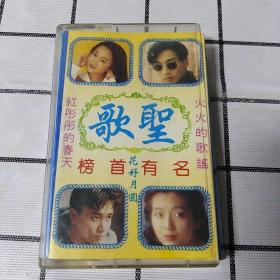 歌聖
火火的歌謠
紅彤彤的春天
榜首有名
花好月圓